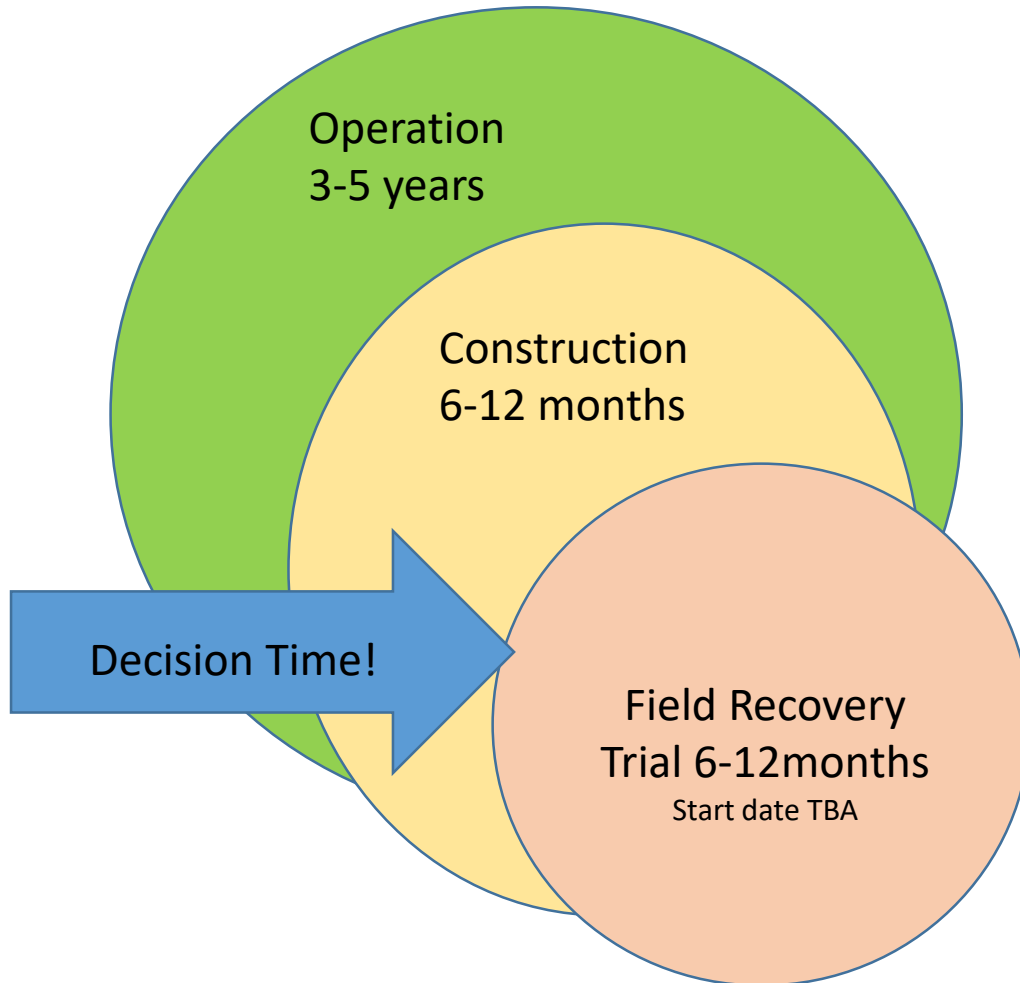 Operation
3-5 years
Construction
6-12 months
Decision Time!
Field Recovery
Trial 6-12months
Start date TBA